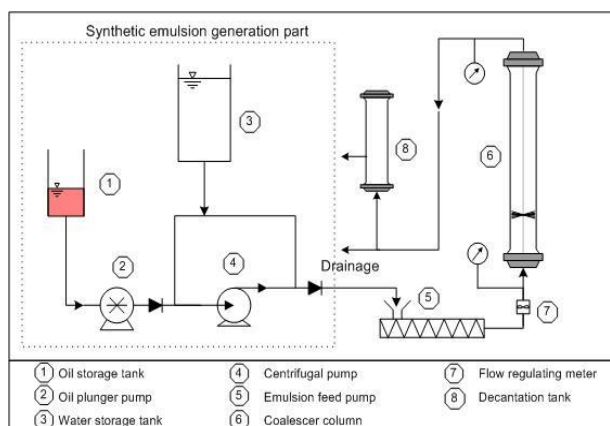 Synthetic emulsion generation part
3
8
1
6
2
4
Drainage
5
7
1 Oil storage tank
4 Centrifugal pump
7 Flow regulating meter
2 Oil plunger pump
5 Emulsion feed pump
8 Decantation tank
3 Water storage tank
6 Coalescer column